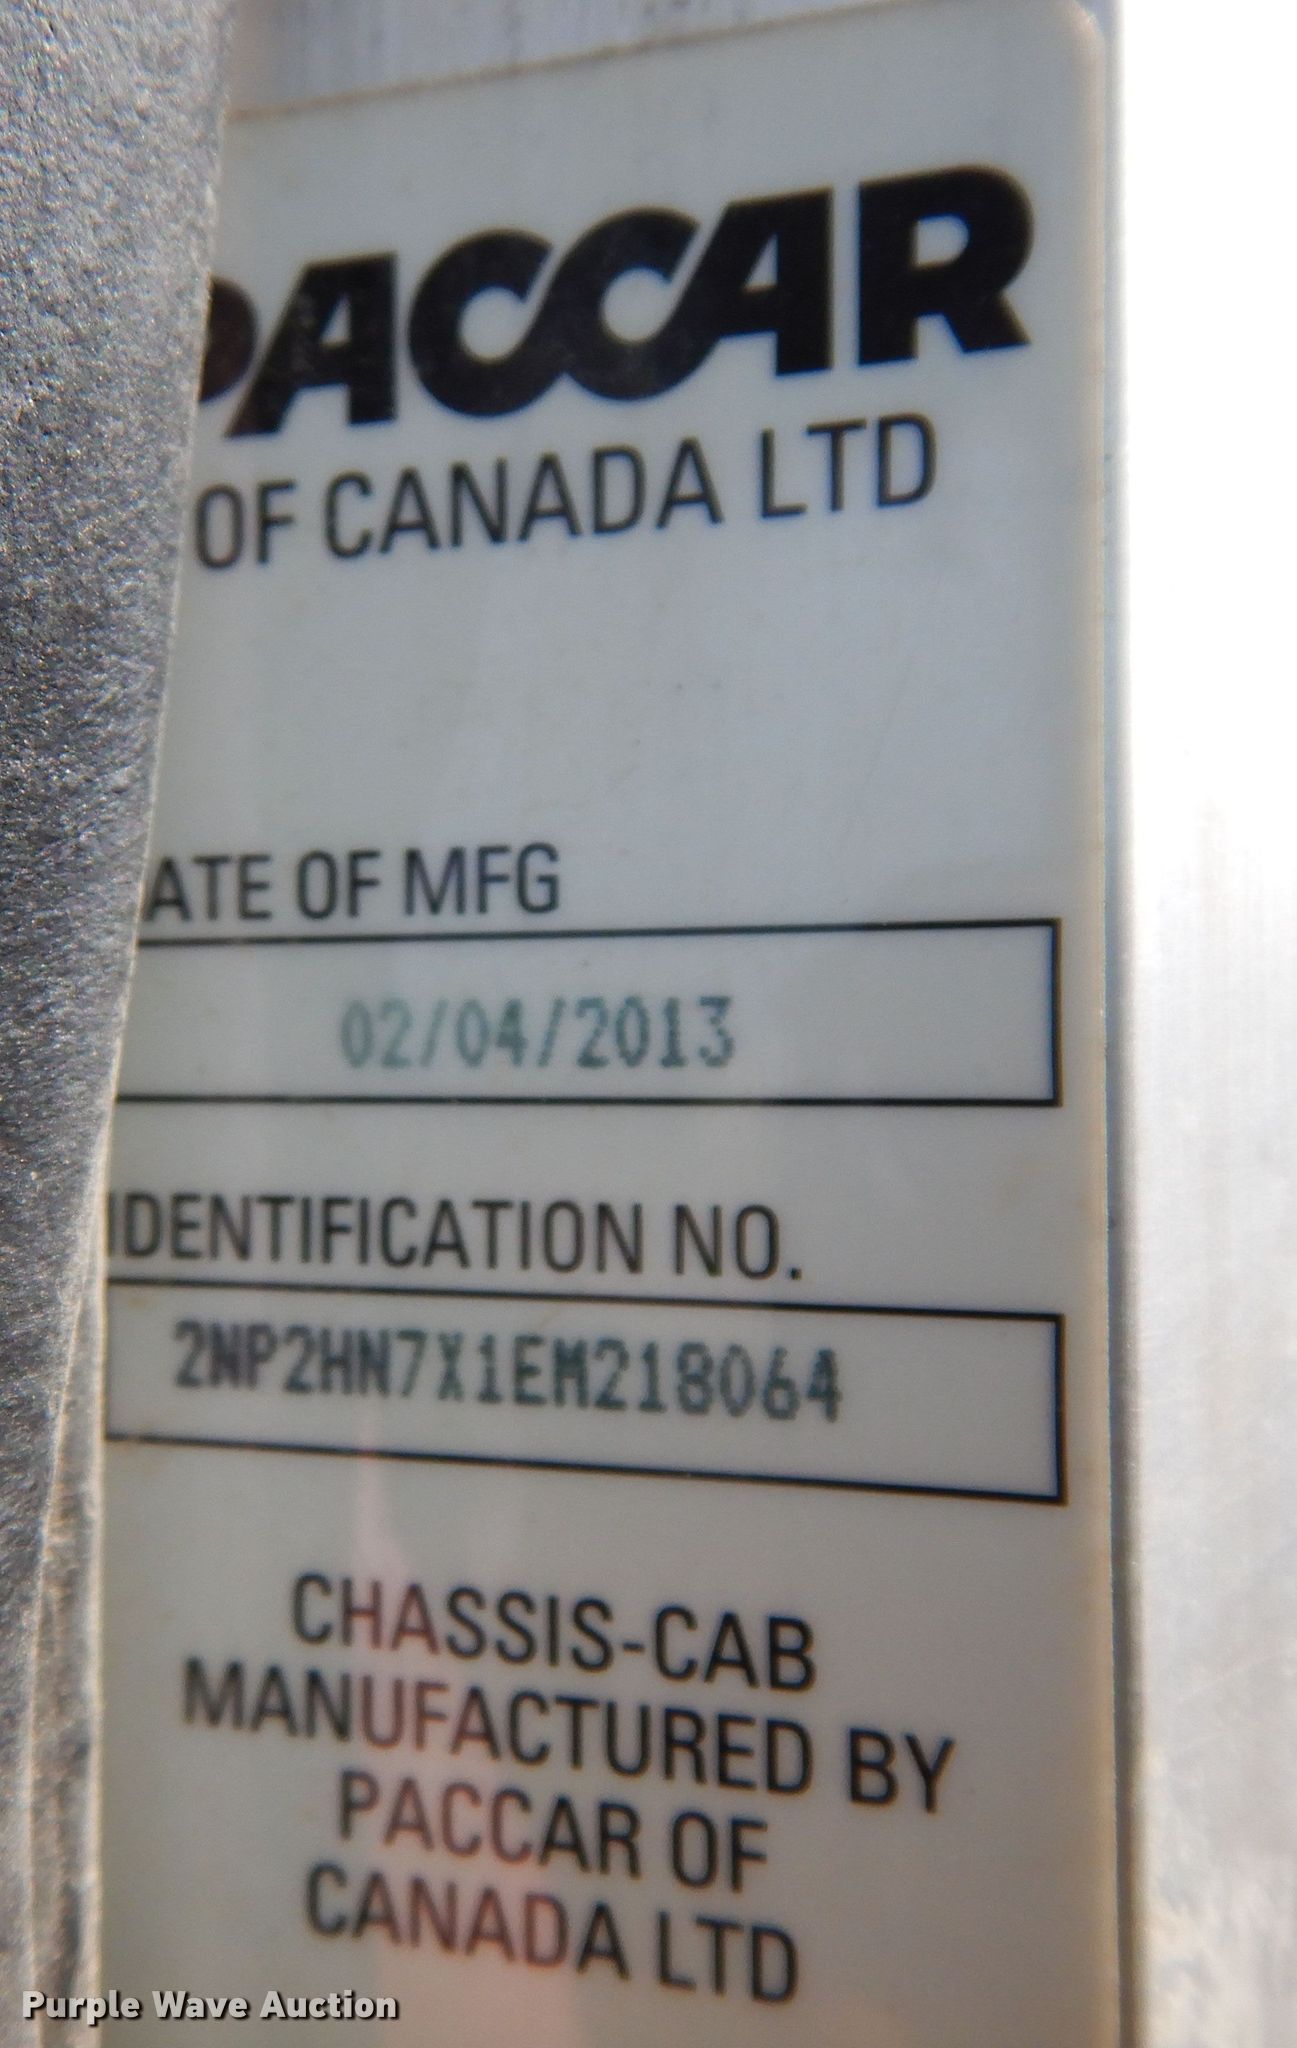 PACCAR
OF CANADA LTD
ATE OF MFG
02/04/2013
IDENTIFICATION NO.
2NP2HN7X1EM218064
CHASSIS-CAB
MANUFACTURED BY
PACCAR OF
CANADA LTD
Purple Wave Auction